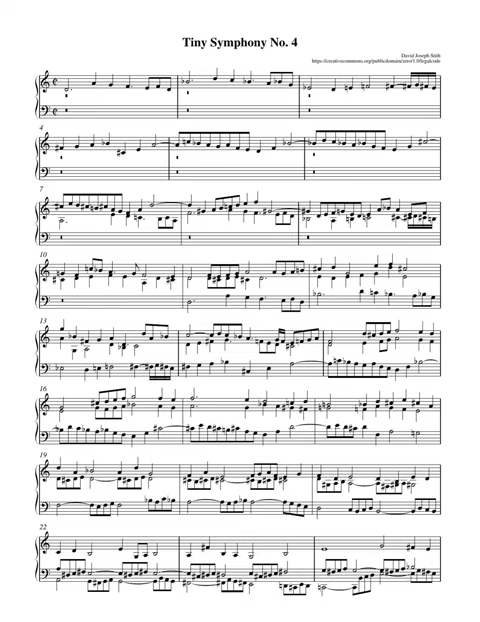 Tiny Symphony No. 4
David Joseph Stith
https://creativecommons.org/publicdomain/zero/1.0/legalcode
4
7
10
13
16
19
22